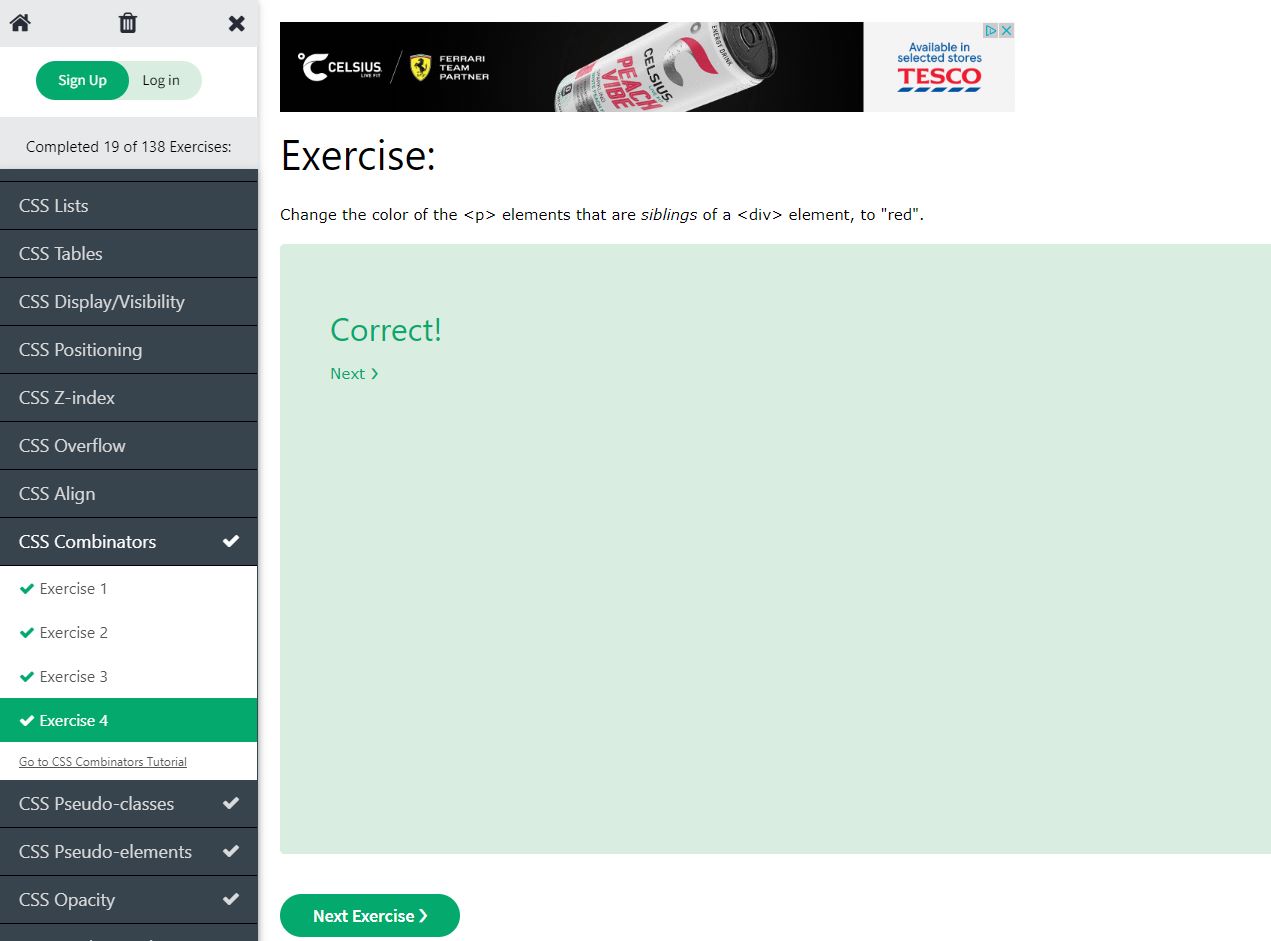 Sign Up
Log in
Completed 19 of 138 Exercises:
CSS Lists
CSS Tables
CSS Display/Visibility
CSS Positioning
CSS Z-index
CSS Overflow
CSS Align
CSS Combinators
Exercise 1
Exercise 2
Exercise 3
Exercise 4
Go to CSS Combinators Tutorial
CSS Pseudo-classes
CSS Pseudo-elements
CSS Opacity
CELSIUS
LIVE FIT
FERRARI
TEAM
PARTNER
CELSIUS
PEACH
VIBE
ENERGY DRINK
Available in
selected stores
TESCO
Exercise:
Change the color of the <p> elements that are siblings of a <div> element, to "red".
Correct!
Next ❯
Next Exercise ❯